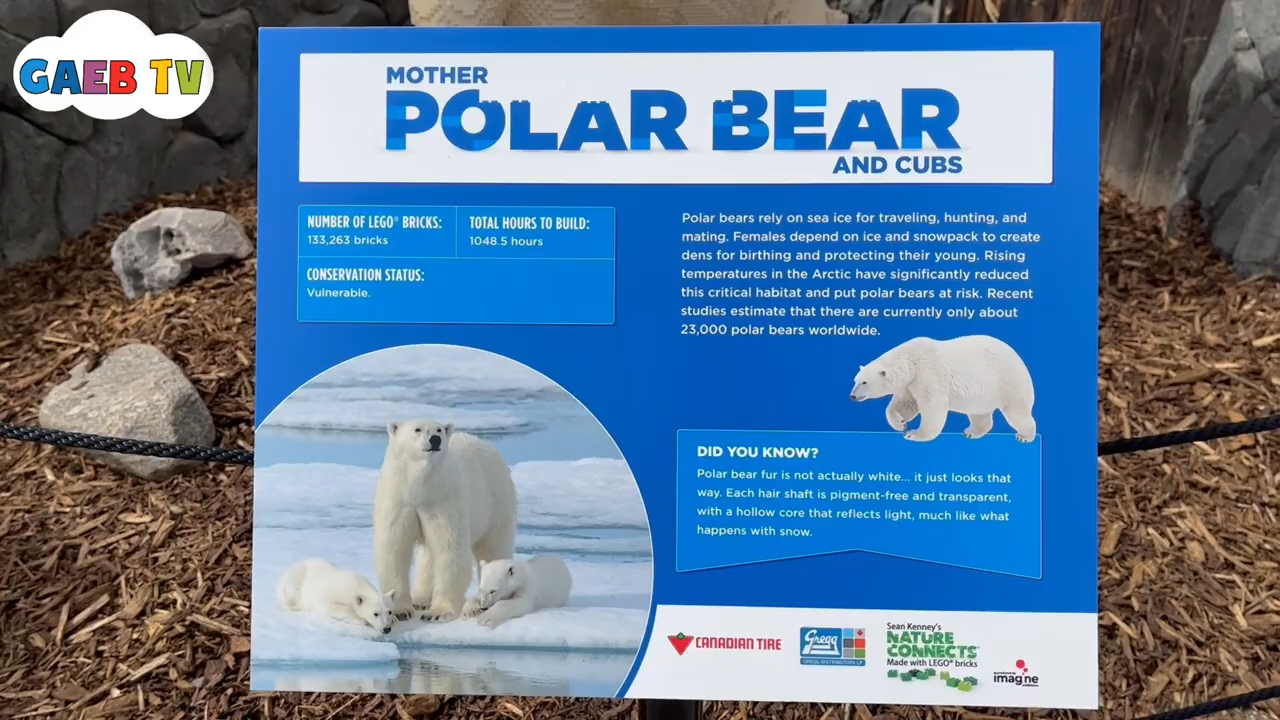 GAEB TV
MOTHER
POLAR BEAR
AND CUBS
NUMBER OF LEGO® BRICKS:
133,263 bricks
TOTAL HOURS TO BUILD:
1048.5 hours
CONSERVATION STATUS:
Vulnerable.
Polar bears rely on sea ice for traveling, hunting, and
mating. Females depend on ice and snowpack to create
dens for birthing and protecting their young. Rising
temperatures in the Arctic have significantly reduced
this critical habitat and put polar bears at risk. Recent
studies estimate that there are currently only about
23,000 polar bears worldwide.
DID YOU KNOW?
Polar bear fur is not actually white... it just looks that
way. Each hair shaft is pigment-free and transparent,
with a hollow core that reflects light, much like what
happens with snow.
CANADIAN TIRE
Gregg
GREGG DISTRIBUTORS LP
Sean Kenney's
NATURE
CONNECTS
Made with LEGO® bricks
imagine